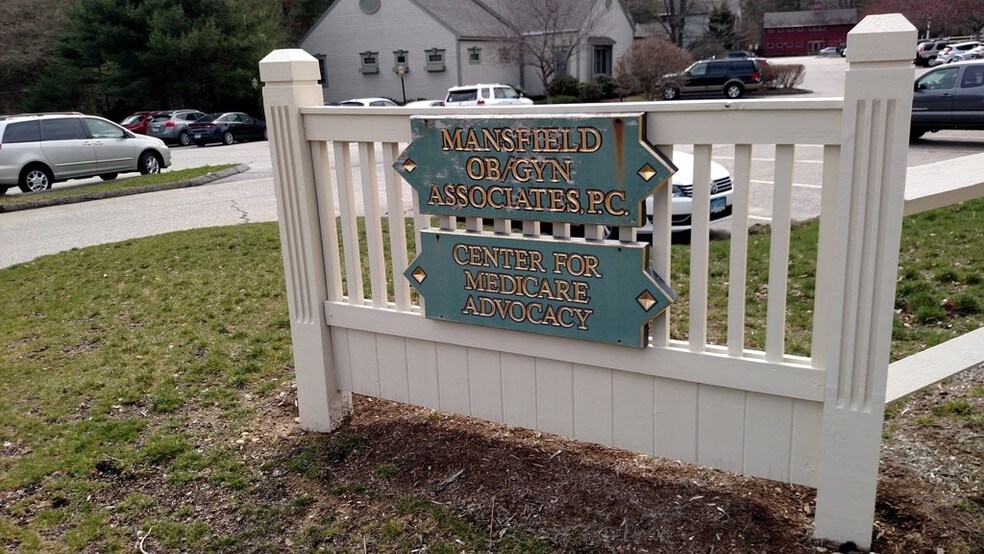 MANSFIELD
OB/GYN
ASSOCIATES, P.C.
CENTER FOR
MEDICARE
ADVOCACY